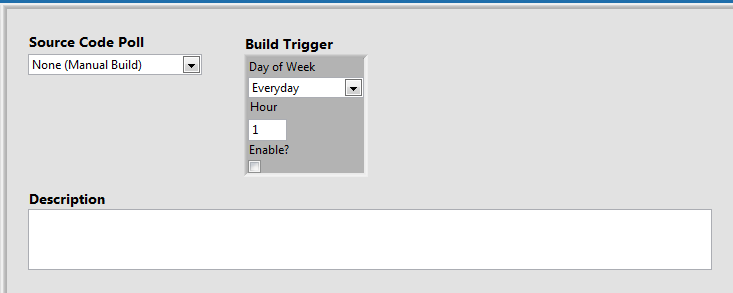 Source Code Poll
None (Manual Build)
Build Trigger
Day of Week
Everyday
Hour
1
Enable?
Description